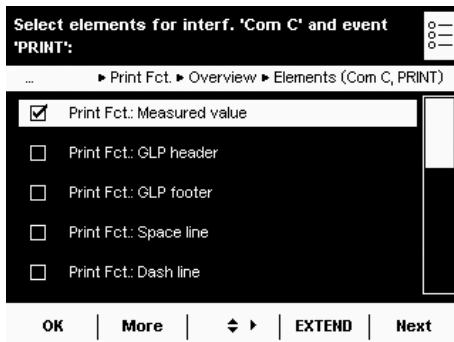 Select elements for interf. 'Com C' and event
'PRINT':
... ▸ Print Fct. ▸ Overview ▸ Elements (Com C, PRINT)
Print Fct.: Measured value
Print Fct.: GLP header
Print Fct.: GLP footer
Print Fct.: Space line
Print Fct.: Dash line
OK | More | | EXTEND | Next